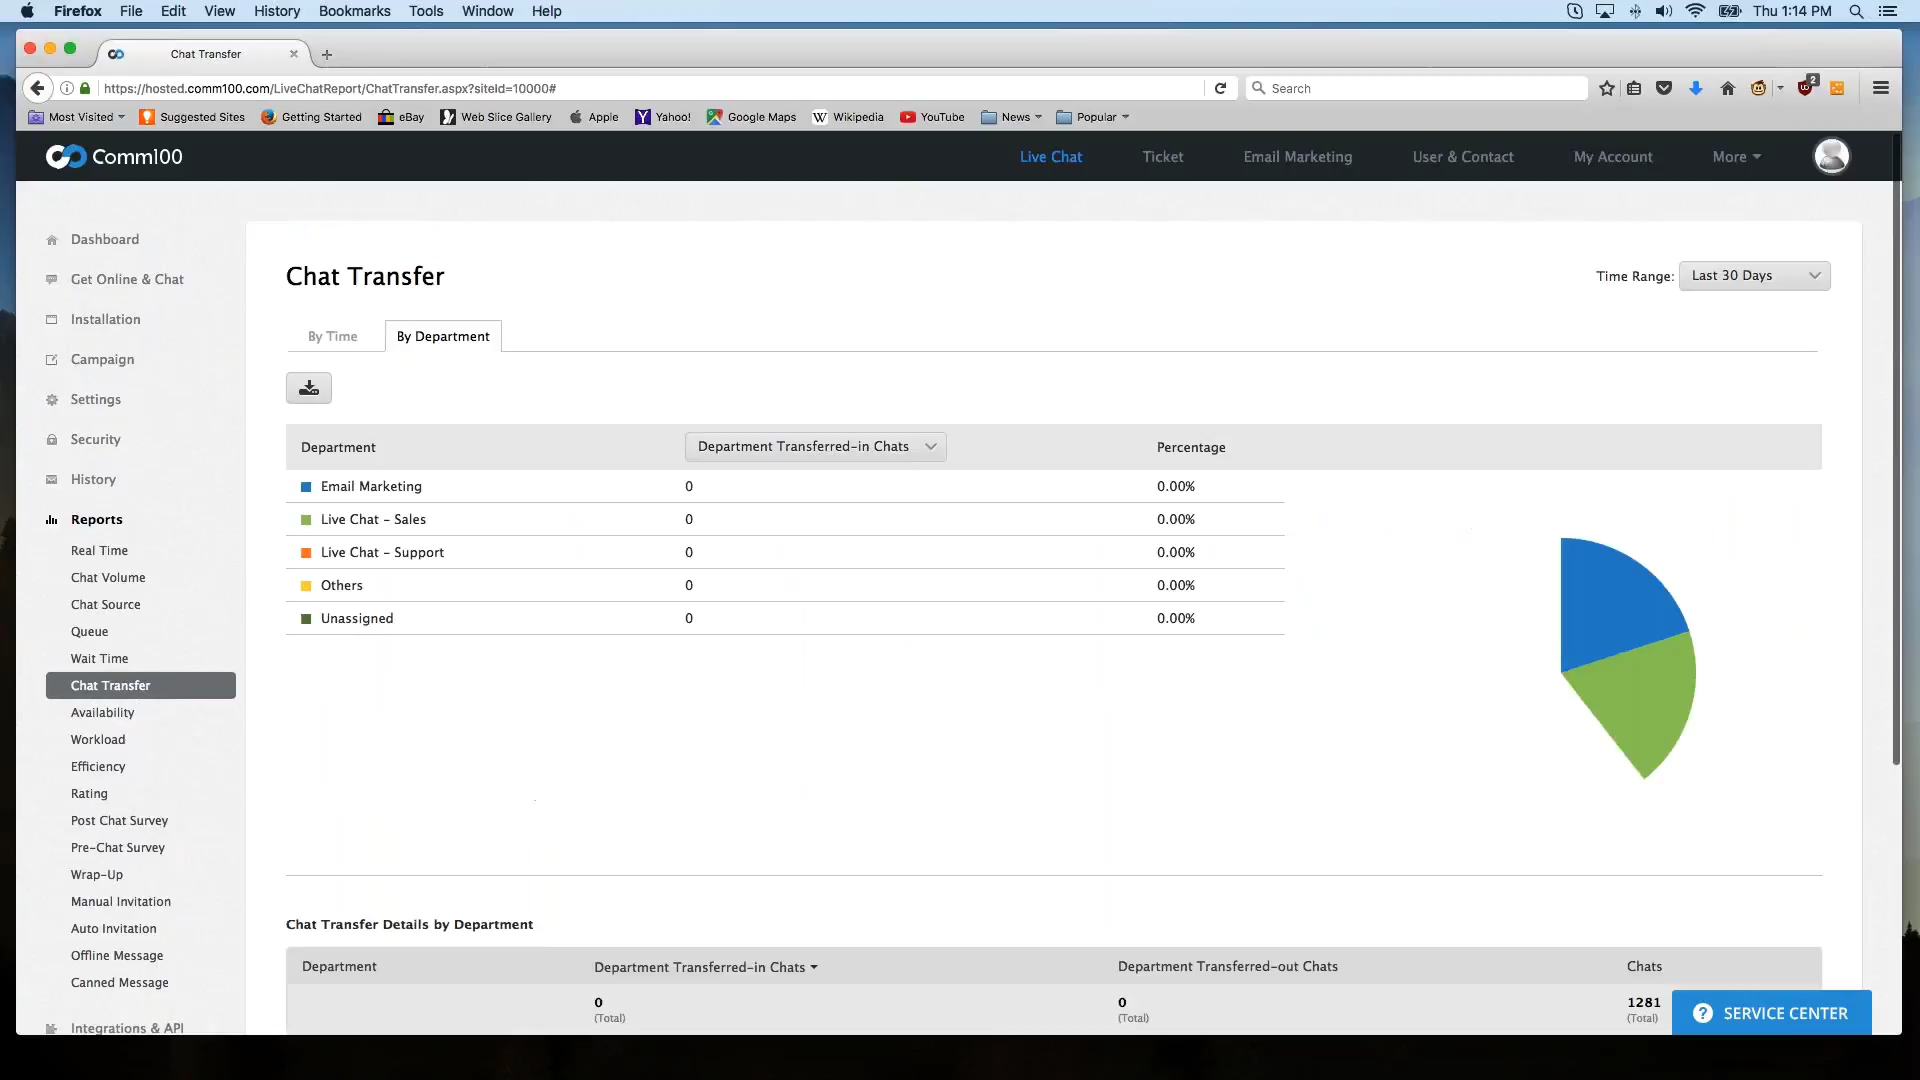 Firefox File Edit View History Bookmarks Tools Window Help Thu 1:14 PM
Chat Transfer
https://hosted.comm100.com/LiveChatReport/ChatTransfer.aspx?siteId=10000# Search 2
Most Visited Suggested Sites Getting Started eBay Web Slice Gallery Apple Yahoo! Google Maps Wikipedia YouTube News Popular
Comm100 Live Chat Ticket Email Marketing User & Contact My Account More
Dashboard
Get Online & Chat
Installation
Campaign
Settings
Security
History
Reports
Real Time
Chat Volume
Chat Source
Queue
Wait Time
Chat Transfer
Availability
Workload
Efficiency
Rating
Post Chat Survey
Pre-Chat Survey
Wrap-Up
Manual Invitation
Auto Invitation
Offline Message
Canned Message
Integrations & API
Chat Transfer
Time Range: Last 30 Days
By Time By Department
Department Department Transferred-in Chats Percentage
Email Marketing 0 0.00%
Live Chat - Sales 0 0.00%
Live Chat - Support 0 0.00%
Others 0 0.00%
Unassigned 0 0.00%
Chat Transfer Details by Department
Department Department Transferred-in Chats Department Transferred-out Chats Chats
0 0 1281
(Total) (Total) (Total)
? SERVICE CENTER